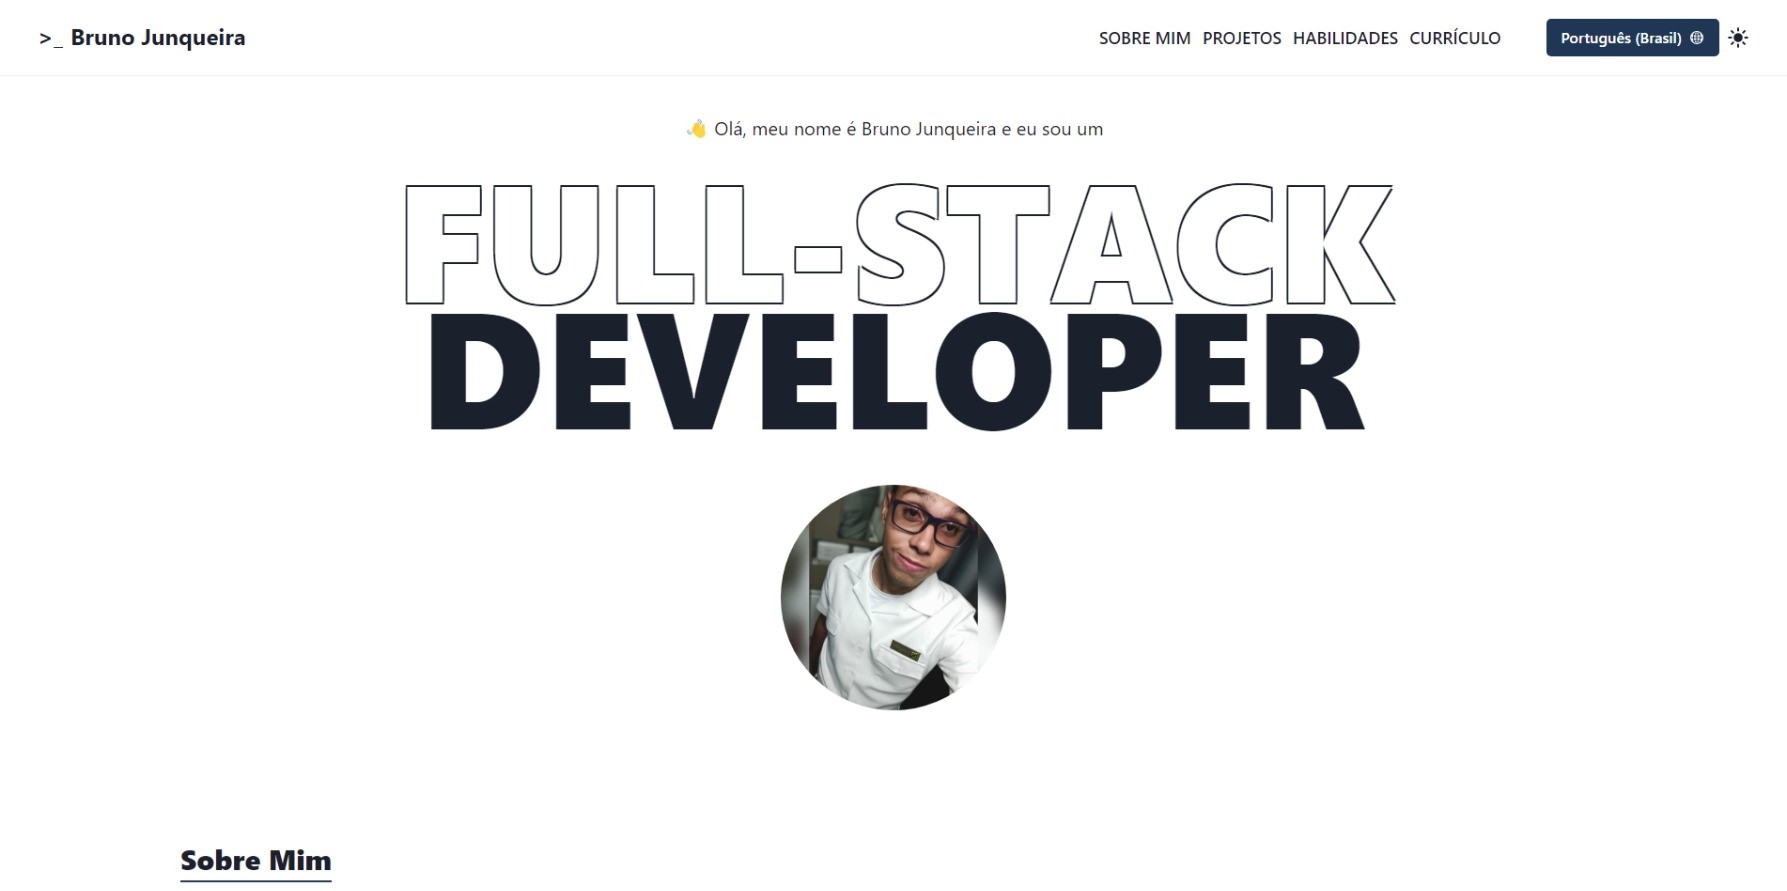 >_ Bruno Junqueira
SOBRE MIM PROJETOS HABILIDADES CURRÍCULO Português (Brasil)
👋 Olá, meu nome é Bruno Junqueira e eu sou um
FULL-STACK
DEVELOPER
Sobre Mim